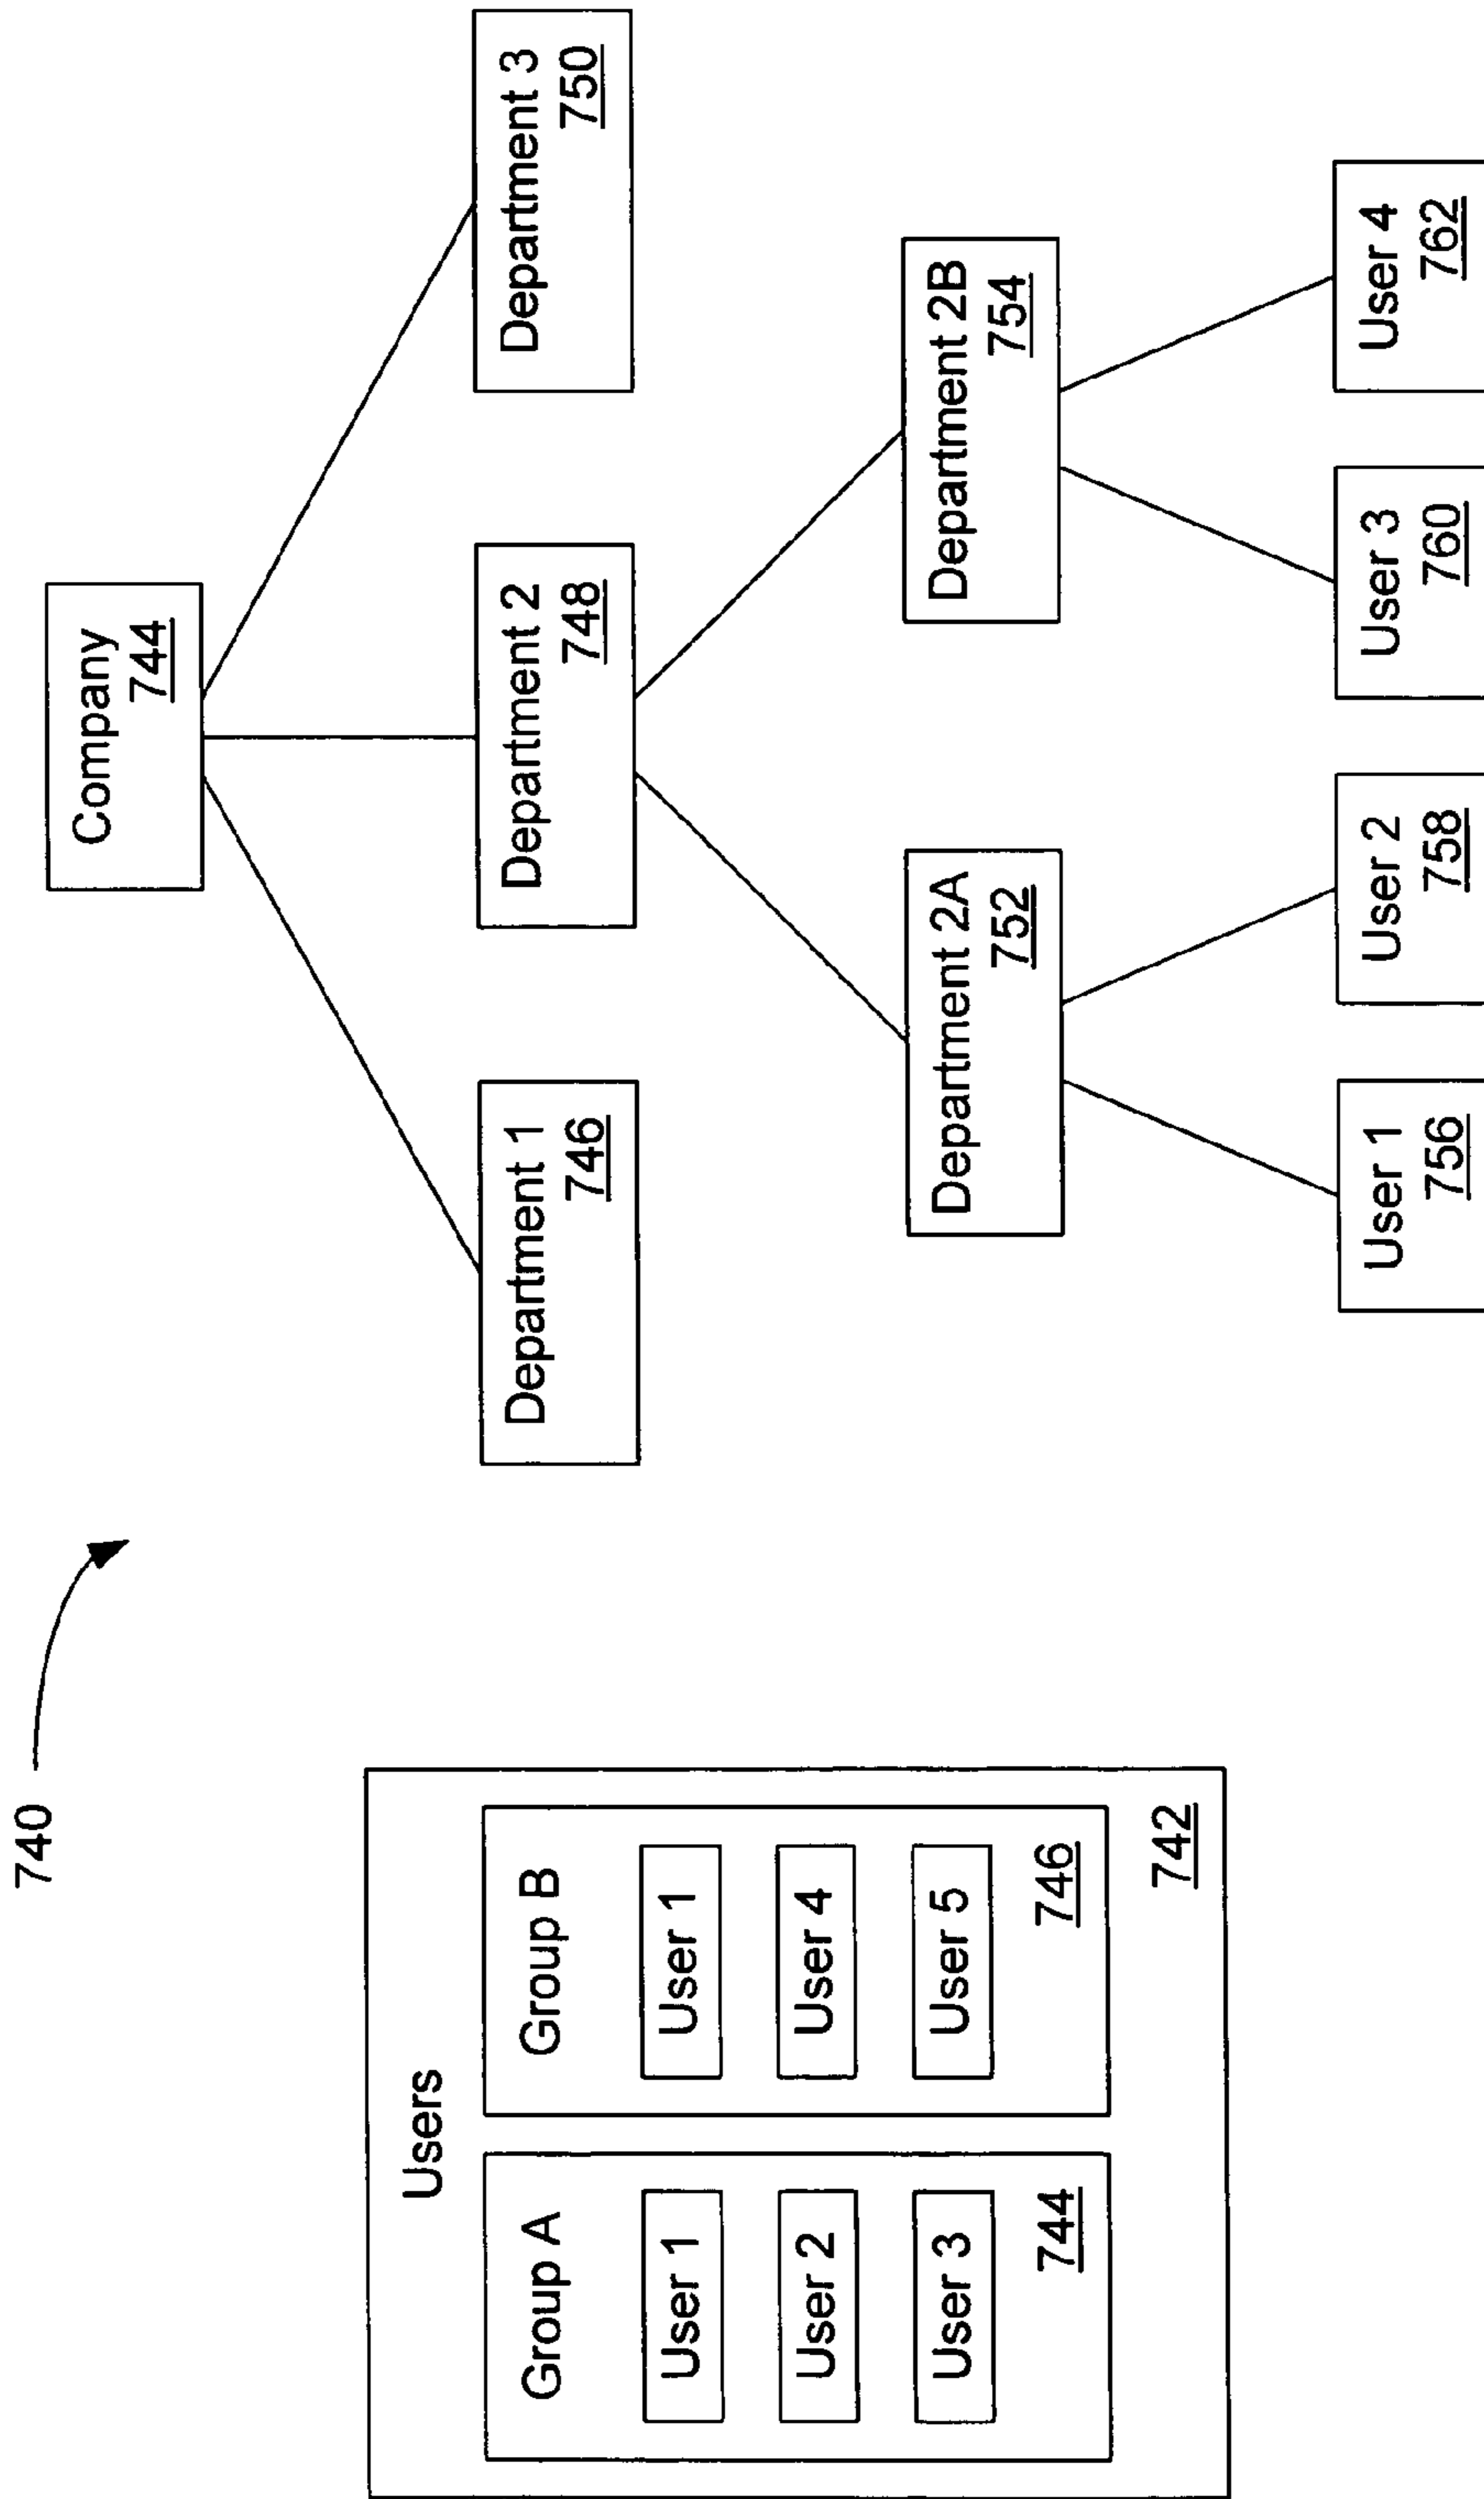 740
Users
Group A
User 1
User 2
User 3
744
Group B
User 1
User 4
User 5
746
742
Company
744
Department 1
746
Department 2
748
Department 3
750
Department 2A
752
Department 2B
754
User 1
756
User 2
758
User 3
760
User 4
762